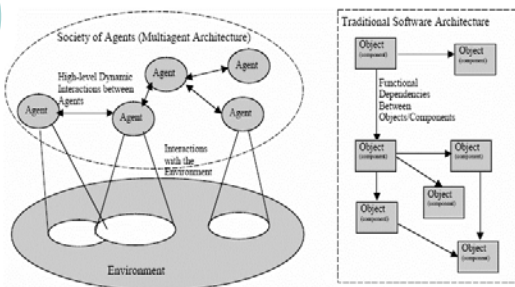 Society of Agents (Multiagent Architecture)
High-level Dynamic
Interactions between
Agents
Agent
Agent
Agent
Agent
Agent
Interactions
with the
Environment
Environment
Traditional Software Architecture
Object
(component)
Object
(component)
Functional
Dependencies
Between
Objects/Components
Object
(component)
Object
(component)
Object
(component)
Object
(component)
Object
(component)